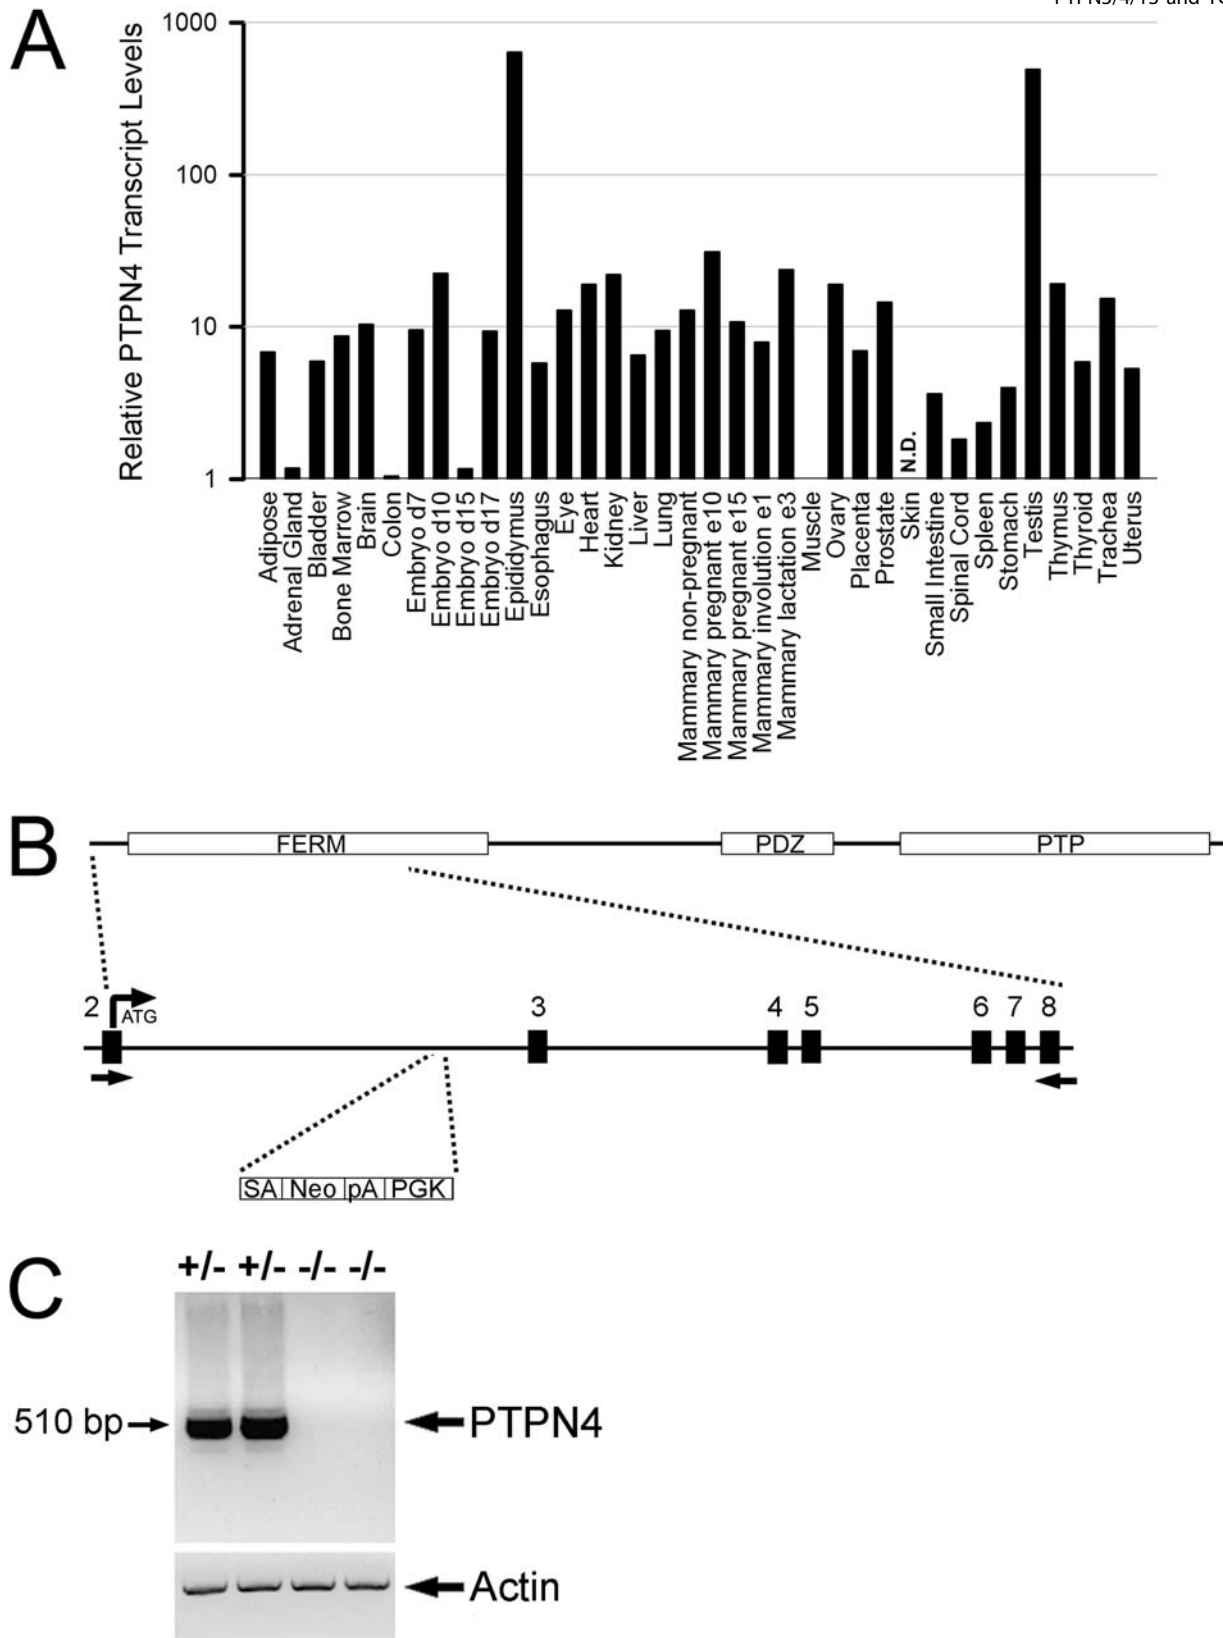 A
Relative PTPN4 Transcript Levels
1000
100
10
1
N.D.
Adipose
Adrenal Gland
Bladder
Bone Marrow
Brain
Colon
Embryo d7
Embryo d10
Embryo d15
Embryo d17
Epididymus
Esophagus
Eye
Heart
Kidney
Liver
Lung
Mammary non-pregnant
Mammary pregnant e10
Mammary pregnant e15
Mammary involution e1
Mammary lactation e3
Muscle
Ovary
Placenta
Prostate
Skin
Small Intestine
Spinal Cord
Spleen
Stomach
Testis
Thymus
Thyroid
Trachea
Uterus
B
FERM PDZ PTP
2 3 4 5 6 7 8
ATG
SA Neo pA PGK
C
+/- +/- -/- -/-
510 bp PTPN4
Actin